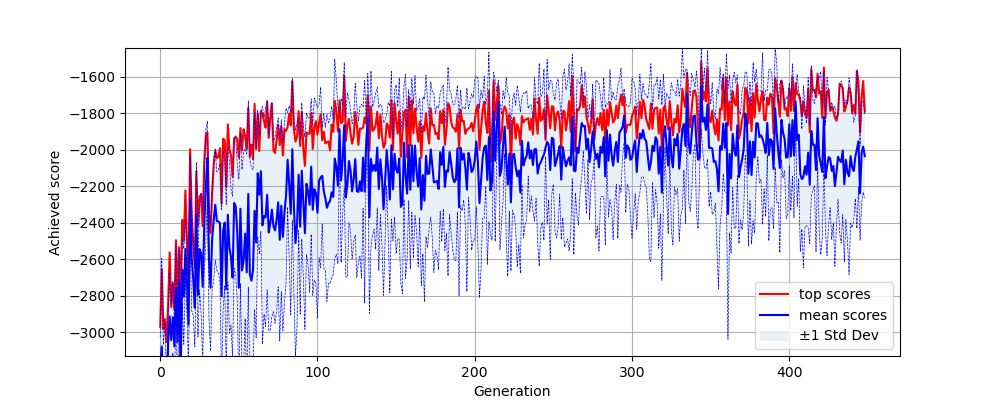 Achieved score
−1600
−1800
−2000
−2200
−2400
−2600
−2800
−3000
top scores
mean scores
±1 Std Dev
0 100 200 300 400
Generation